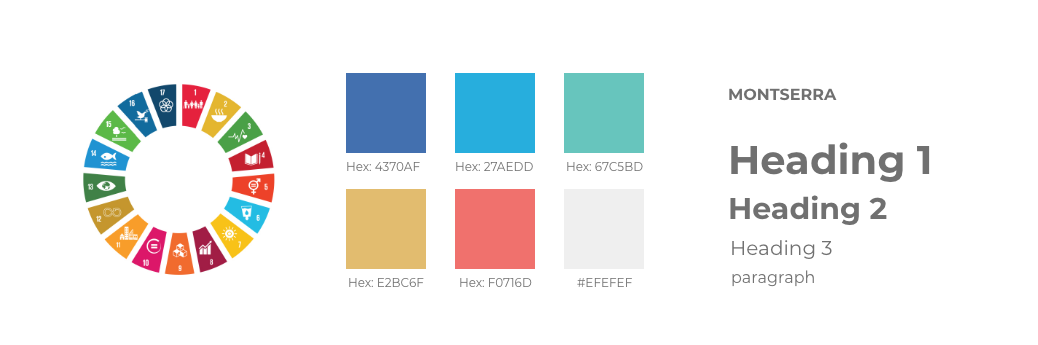 1
2
3
4
5
6
7
8
9
10
11
12
13
14
15
16
17
Hex: 4370AF
Hex: 27AEDD
Hex: 67C5BD
Hex: E2BC6F
Hex: F0716D
#EFEFEF
MONTSERRA
Heading 1
Heading 2
Heading 3
paragraph